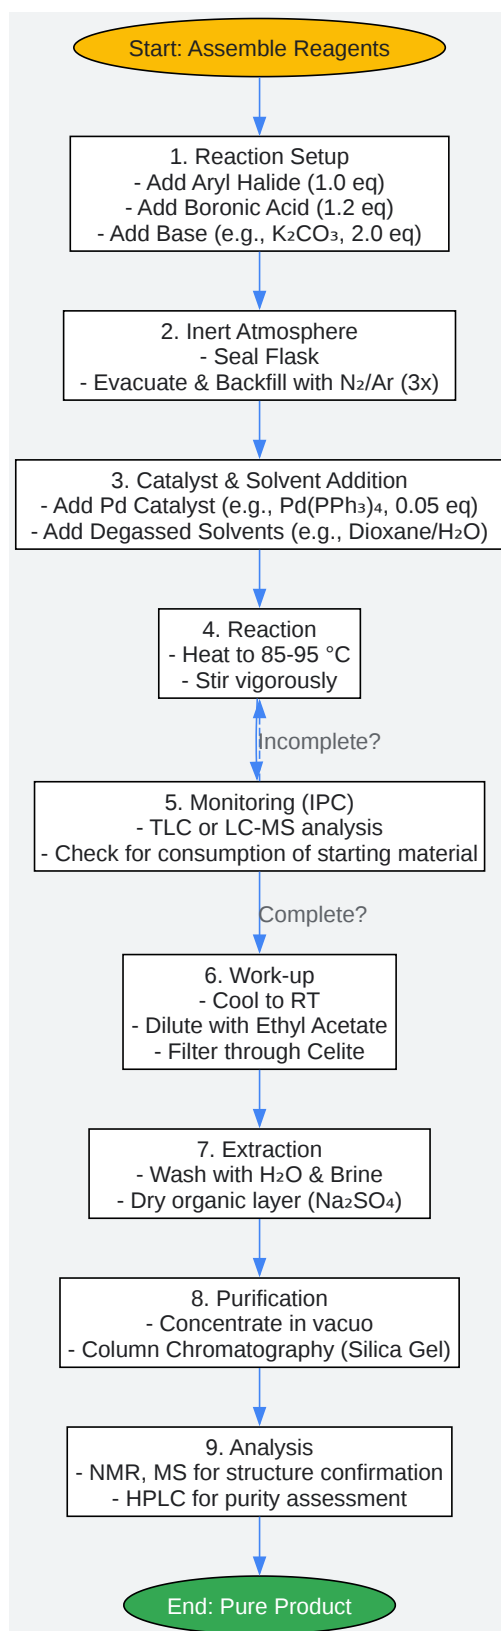 Start: Assemble Reagents
1. Reaction Setup
- Add Aryl Halide (1.0 eq)
- Add Boronic Acid (1.2 eq)
- Add Base (e.g., K₂CO₃, 2.0 eq)
2. Inert Atmosphere
- Seal Flask
- Evacuate & Backfill with N₂/Ar (3x)
3. Catalyst & Solvent Addition
- Add Pd Catalyst (e.g., Pd(PPh₃)₄, 0.05 eq)
- Add Degassed Solvents (e.g., Dioxane/H₂O)
4. Reaction
- Heat to 85-95 °C
- Stir vigorously
Incomplete?
5. Monitoring (IPC)
- TLC or LC-MS analysis
- Check for consumption of starting material
Complete?
6. Work-up
- Cool to RT
- Dilute with Ethyl Acetate
- Filter through Celite
7. Extraction
- Wash with H₂O & Brine
- Dry organic layer (Na₂SO₄)
8. Purification
- Concentrate in vacuo
- Column Chromatography (Silica Gel)
9. Analysis
- NMR, MS for structure confirmation
- HPLC for purity assessment
End: Pure Product